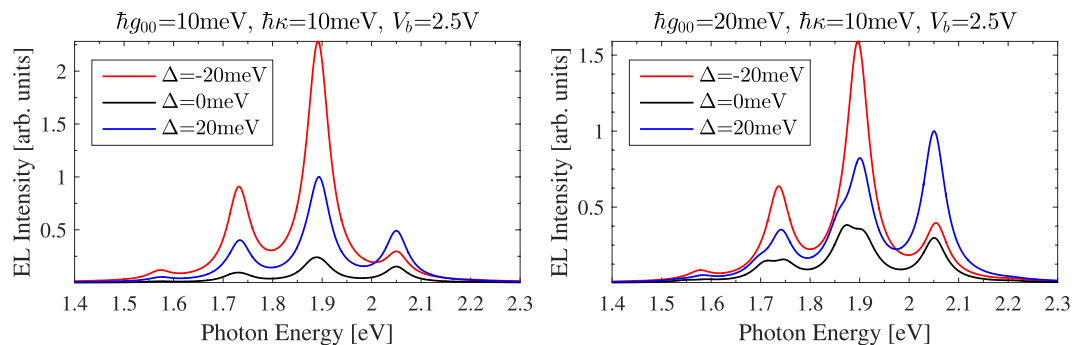 ħg₀₀=10meV, ħκ=10meV, V_b=2.5V
EL Intensity [arb. units]
2
1.5
1
0.5
Δ=-20meV
Δ=0meV
Δ=20meV
1.4 1.5 1.6 1.7 1.8 1.9 2 2.1 2.2 2.3
Photon Energy [eV]
ħg₀₀=20meV, ħκ=10meV, V_b=2.5V
EL Intensity [arb. units]
1.5
1
0.5
Δ=-20meV
Δ=0meV
Δ=20meV
1.4 1.5 1.6 1.7 1.8 1.9 2 2.1 2.2 2.3
Photon Energy [eV]